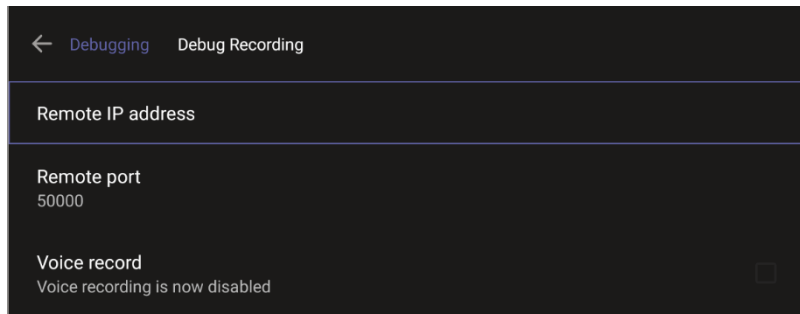 Debugging Debug Recording
Remote IP address
Remote port
50000
Voice record
Voice recording is now disabled